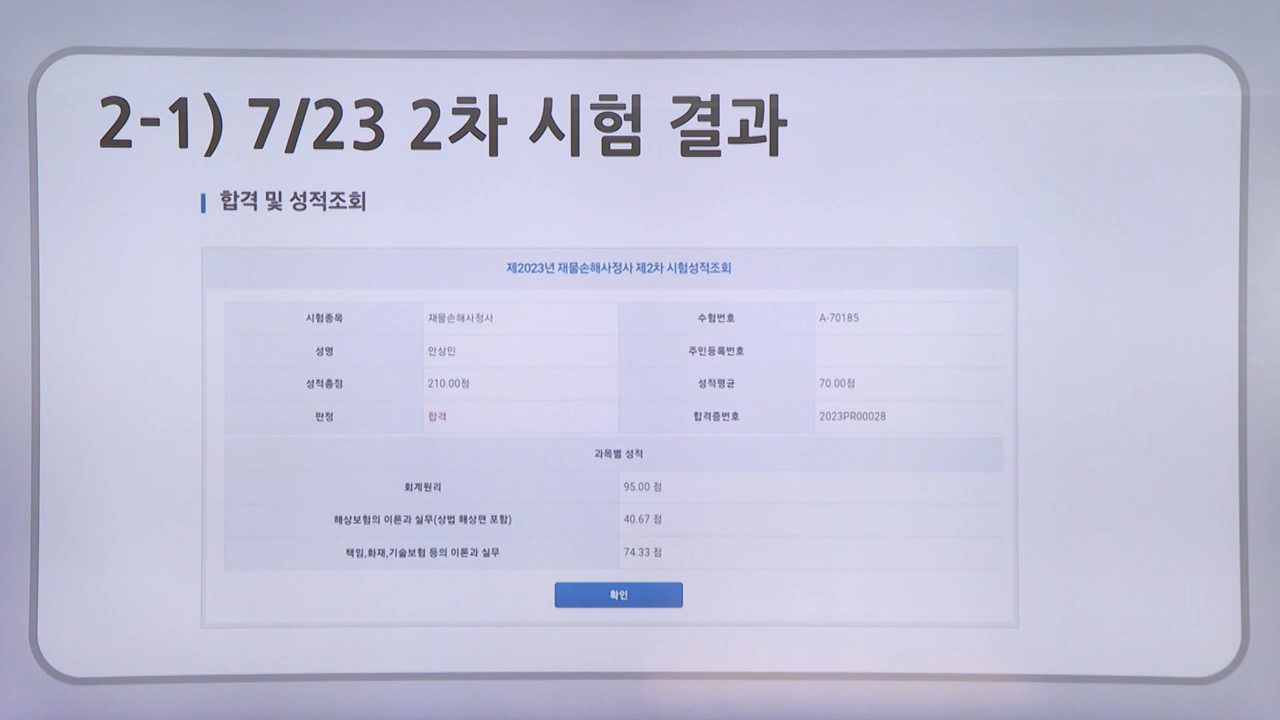 2-1) 7/23 2차 시험 결과
합격 및 성적조회
제2023년 재물손해사정사 제2차 시험성적조회
시험종목 재물손해사정사 수험번호 A-70185
성명 안상민 주민등록번호
성적총점 210.00점 성적평균 70.00점
판정 합격 합격증번호 2023PR00028
과목별 성적
회계원리 95.00 점
해상보험의 이론과 실무(상법 해상편 포함) 40.67 점
책임,화재,기술보험 등의 이론과 실무 74.33 점
확인